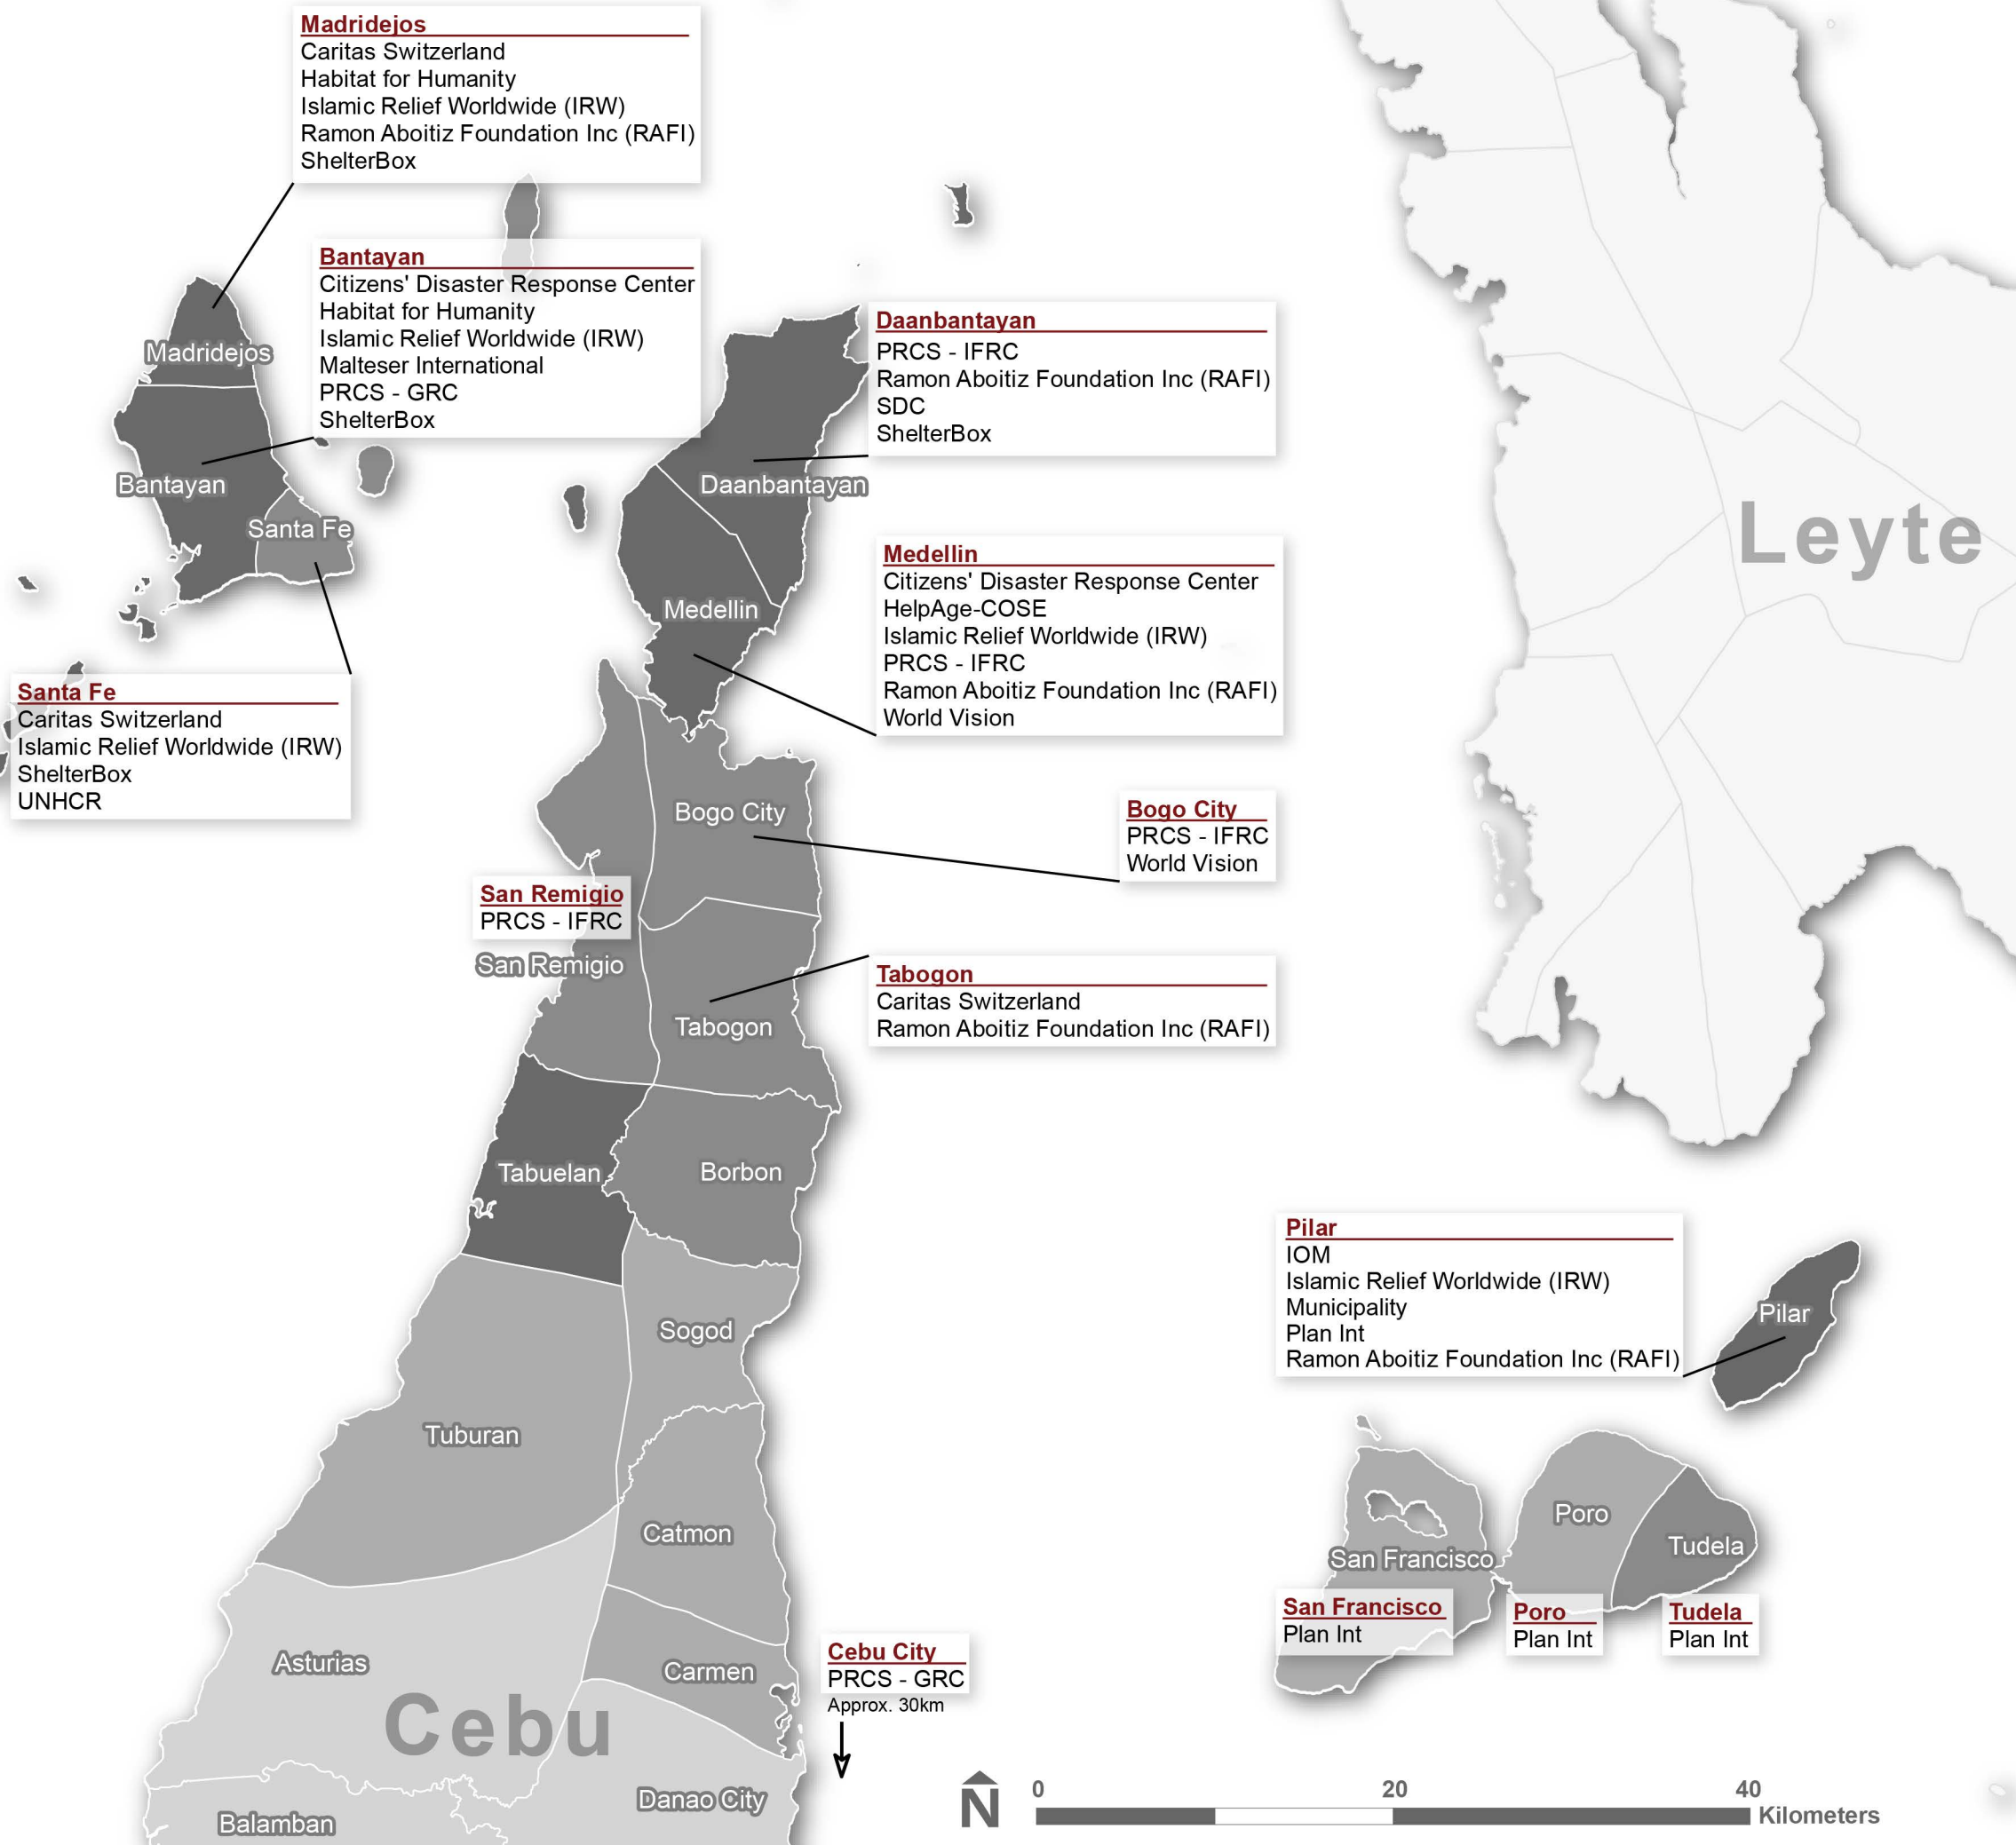 Madridejos
Caritas Switzerland
Habitat for Humanity
Islamic Relief Worldwide (IRW)
Ramon Aboitiz Foundation Inc (RAFI)
ShelterBox
Bantayan
Citizens' Disaster Response Center
Habitat for Humanity
Islamic Relief Worldwide (IRW)
Malteser International
PRCS - GRC
ShelterBox
Daanbantayan
PRCS - IFRC
Ramon Aboitiz Foundation Inc (RAFI)
SDC
ShelterBox
Madridejos
Bantayan
Santa Fe
Daanbantayan
Leyte
Medellin
Citizens' Disaster Response Center
HelpAge-COSE
Islamic Relief Worldwide (IRW)
PRCS - IFRC
Ramon Aboitiz Foundation Inc (RAFI)
World Vision
Medellin
Santa Fe
Caritas Switzerland
Islamic Relief Worldwide (IRW)
ShelterBox
UNHCR
Bogo City
Bogo City
PRCS - IFRC
World Vision
San Remigio
PRCS - IFRC
San Remigio
Tabogon
Caritas Switzerland
Ramon Aboitiz Foundation Inc (RAFI)
Tabogon
Tabuelan
Borbon
Pilar
IOM
Islamic Relief Worldwide (IRW)
Municipality
Plan Int
Ramon Aboitiz Foundation Inc (RAFI)
Pilar
Sogod
Tuburan
Catmon
Poro
Tudela
San Francisco
San Francisco
Plan Int
Poro
Plan Int
Tudela
Plan Int
Asturias
Carmen
Cebu City
PRCS - GRC
Approx. 30km
Cebu
Danao City
Balamban
N
0 20 40
Kilometers